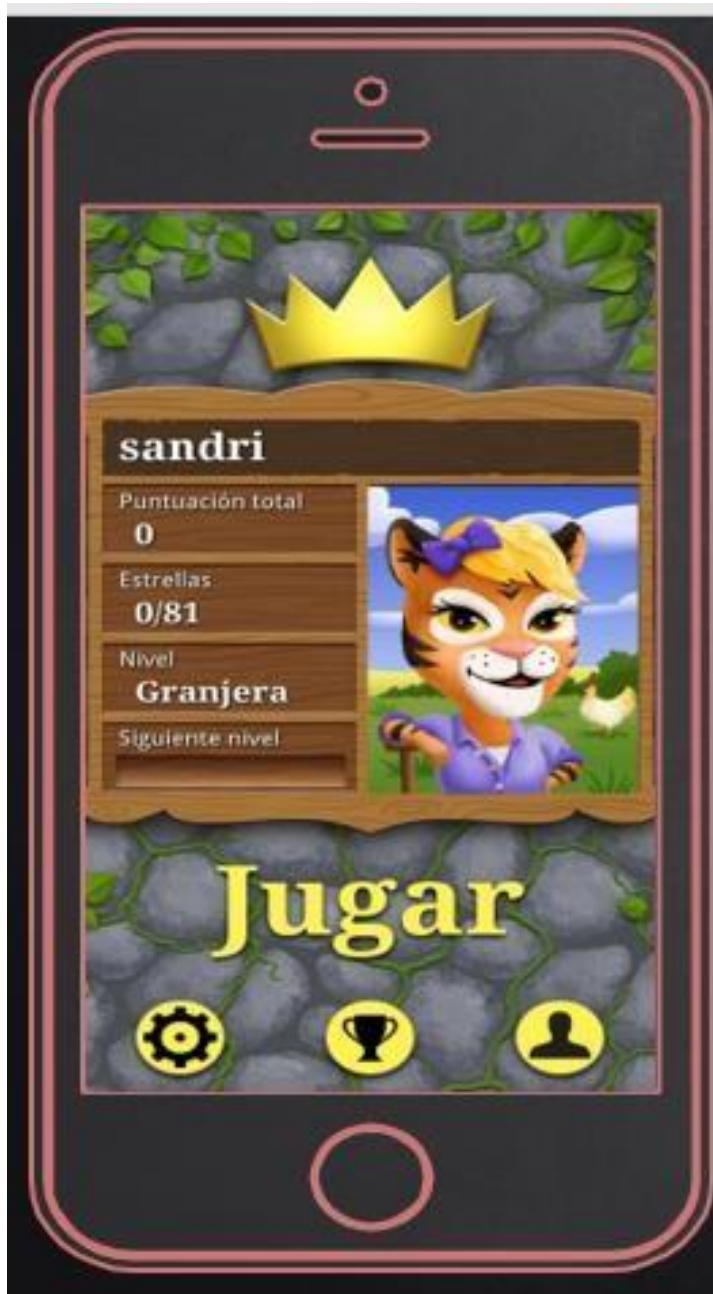 sandri
Puntuación total
0
Estrellas
0/81
Nivel
Granjera
Siguiente nivel
Jugar